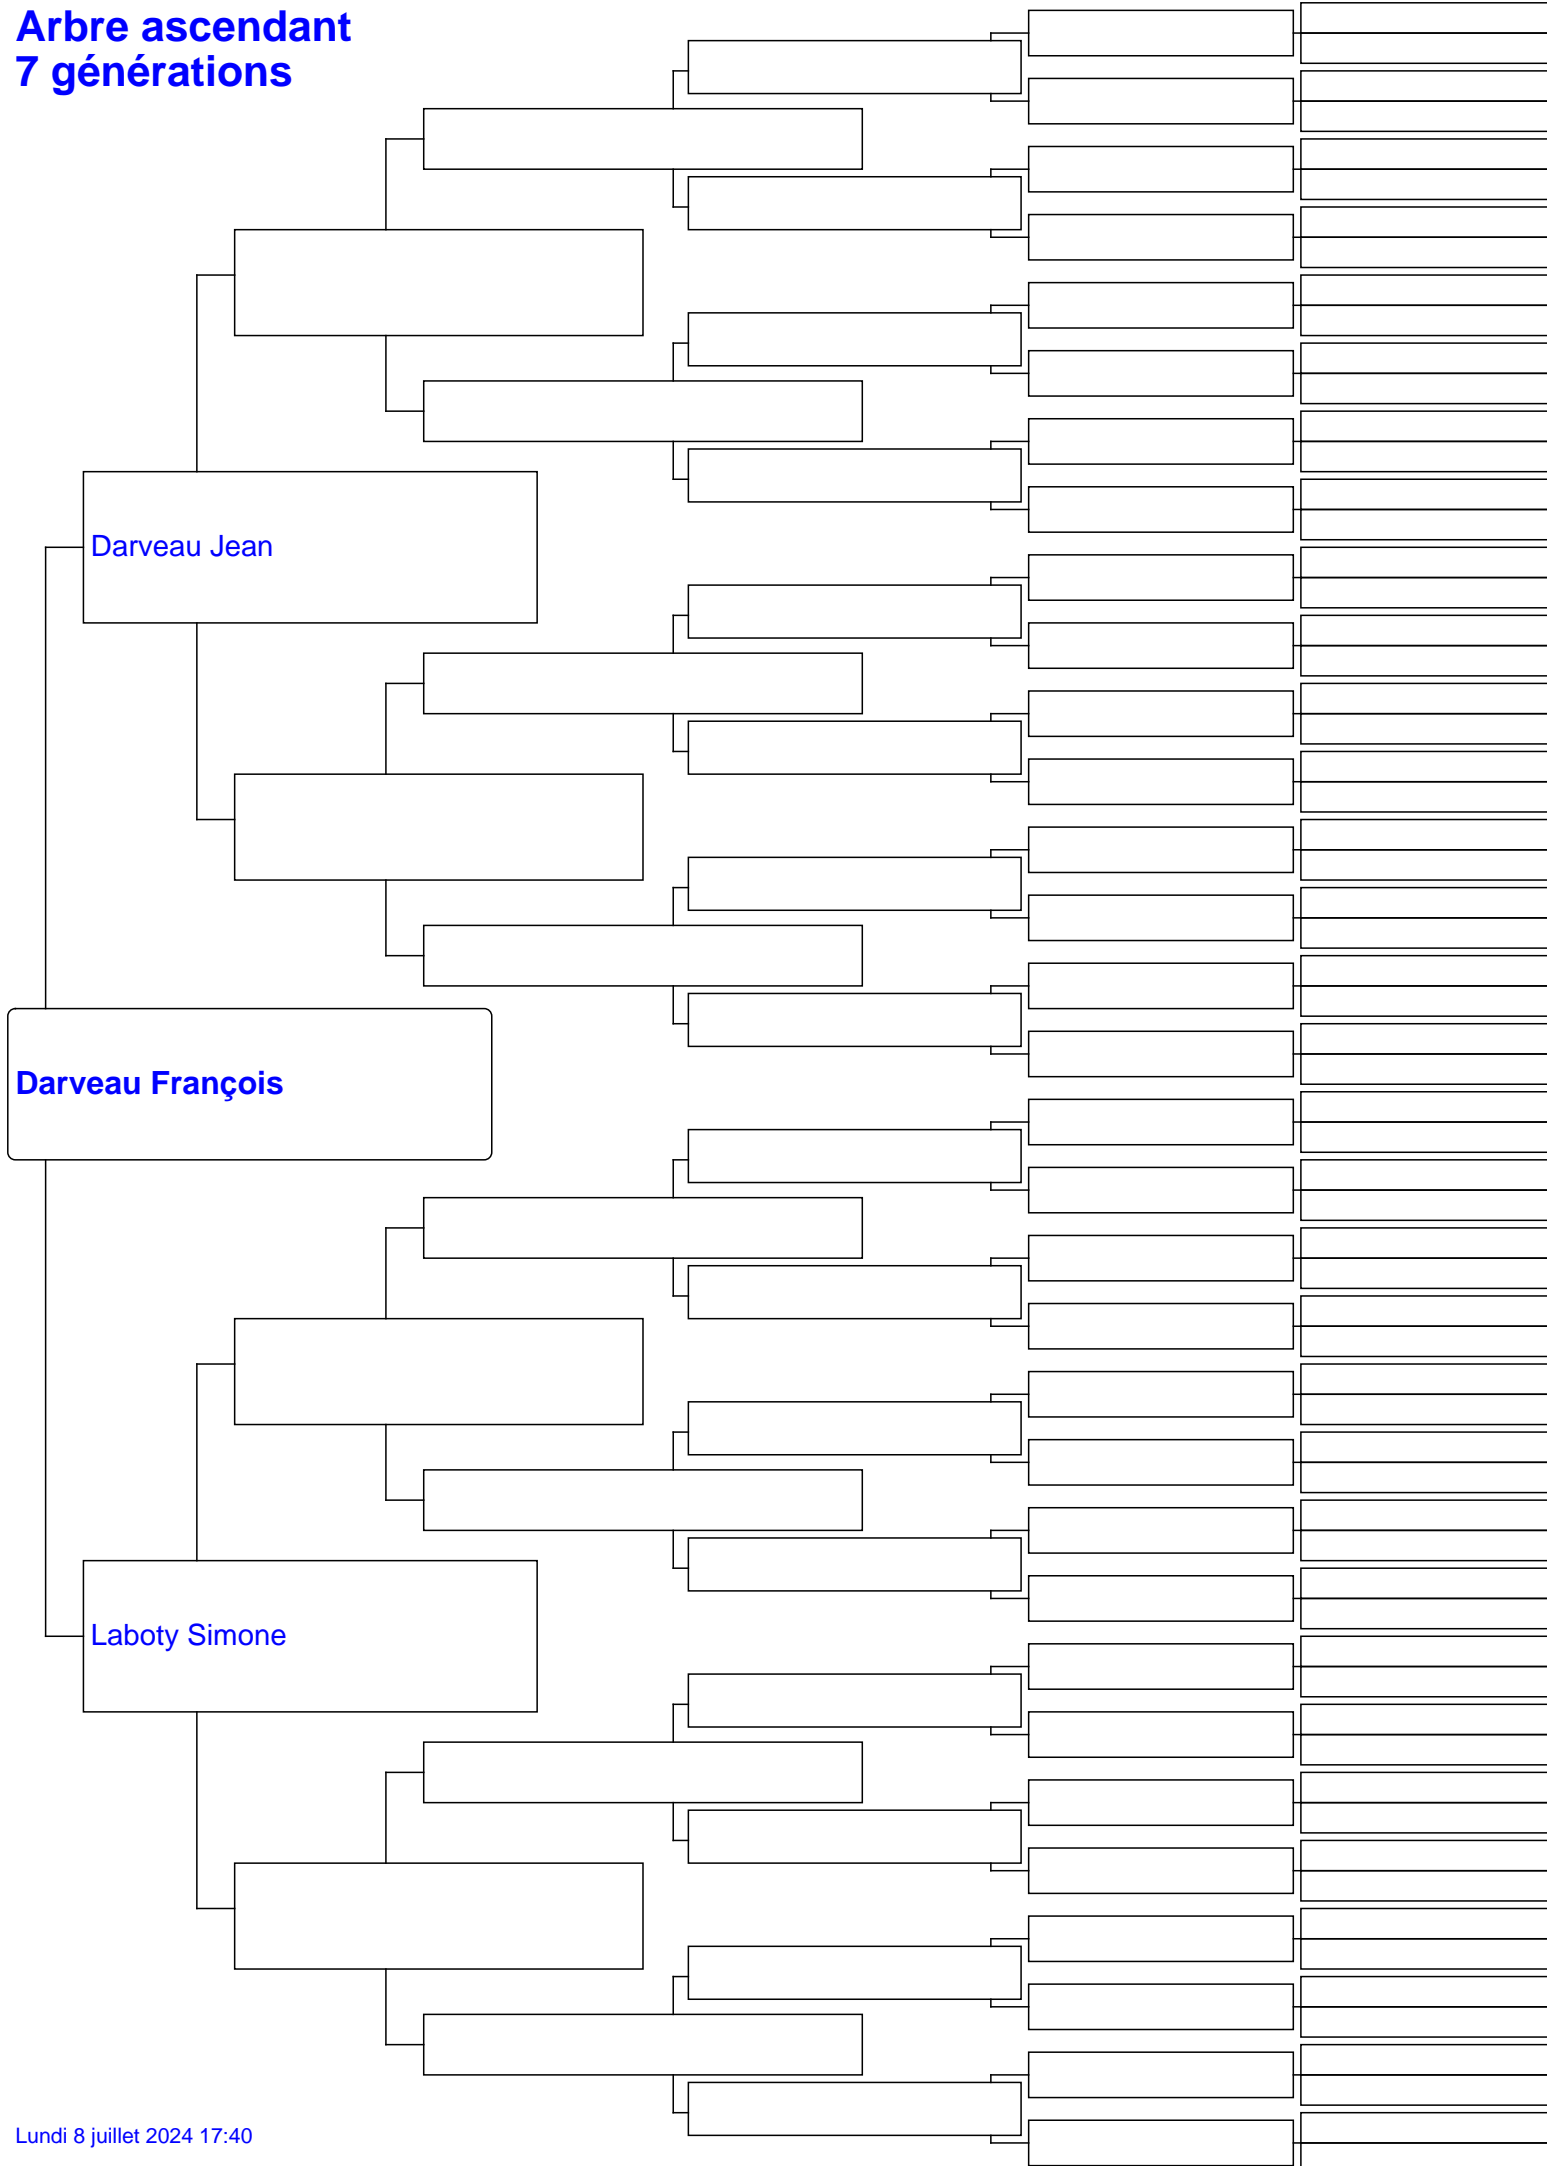 Arbre ascendant
7 générations
Darveau Jean
Darveau François
Laboty Simone
Lundi 8 juillet 2024 17:40